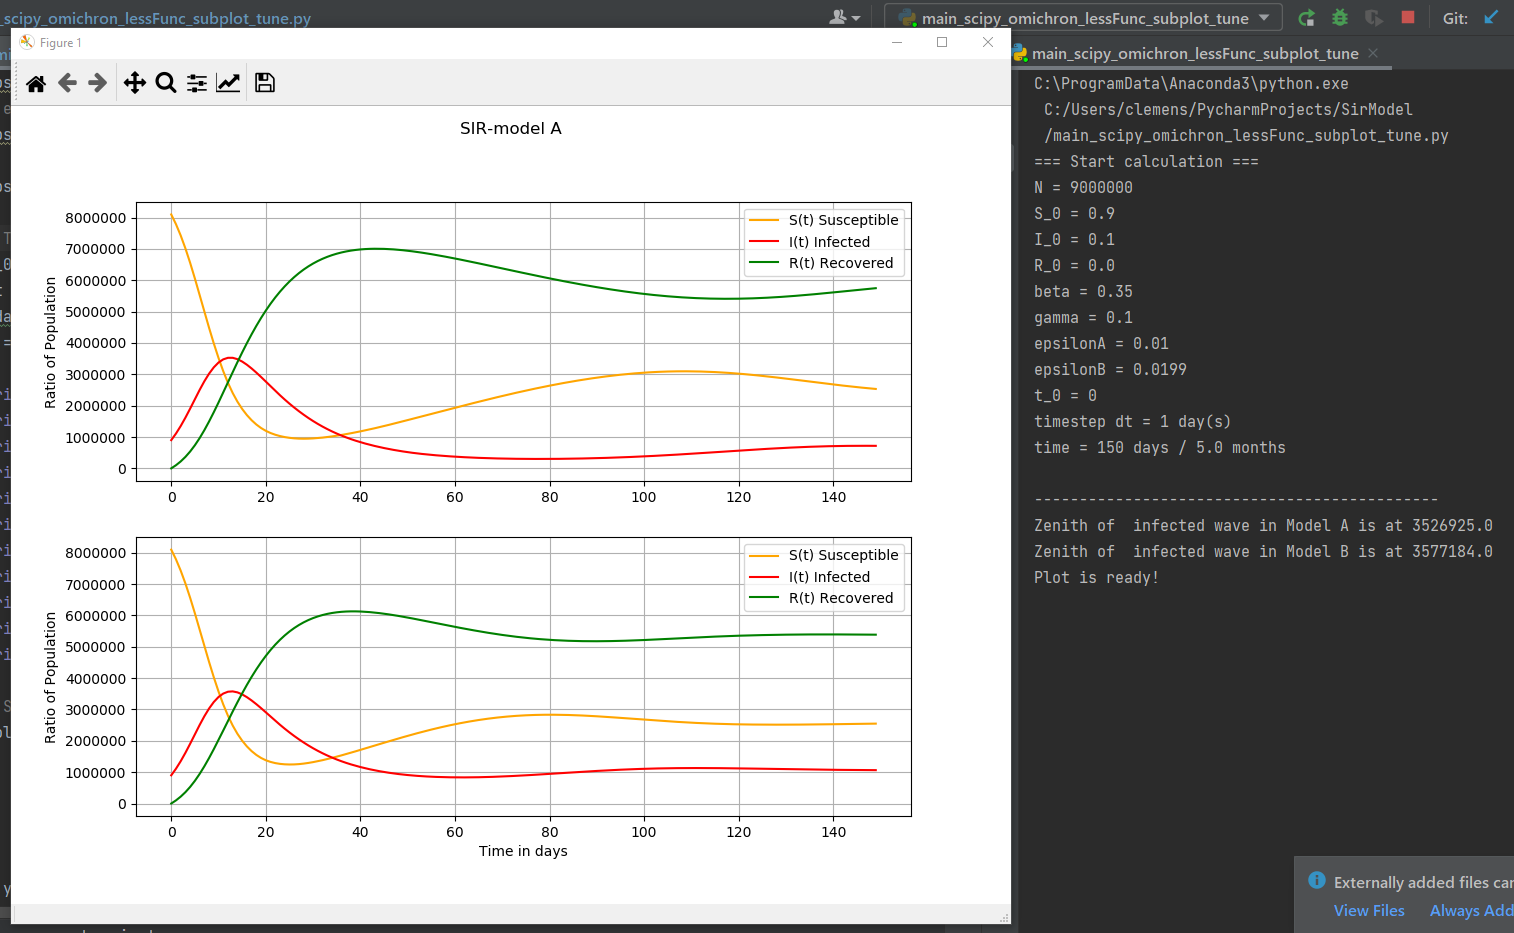 _scipy_omichron_lessFunc_subplot_tune.py
main_scipy_omichron_lessFunc_subplot_tune
Git:
Figure 1
main_scipy_omichron_lessFunc_subplot_tune
SIR-model A
8000000
7000000
6000000
5000000
4000000
3000000
2000000
1000000
0
Ratio of Population
S(t) Susceptible
I(t) Infected
R(t) Recovered
0 20 40 60 80 100 120 140
8000000
7000000
6000000
5000000
4000000
3000000
2000000
1000000
0
Ratio of Population
S(t) Susceptible
I(t) Infected
R(t) Recovered
0 20 40 60 80 100 120 140
Time in days
C:\ProgramData\Anaconda3\python.exe
C:/Users/clemens/PycharmProjects/SirModel
/main_scipy_omichron_lessFunc_subplot_tune.py
=== Start calculation ===
N = 9000000
S_0 = 0.9
I_0 = 0.1
R_0 = 0.0
beta = 0.35
gamma = 0.1
epsilonA = 0.01
epsilonB = 0.0199
t_0 = 0
timestep dt = 1 day(s)
time = 150 days / 5.0 months
---------------------------------------------
Zenith of  infected wave in Model A is at 3526925.0
Zenith of  infected wave in Model B is at 3577184.0
Plot is ready!
Externally added files can
View Files Always Add